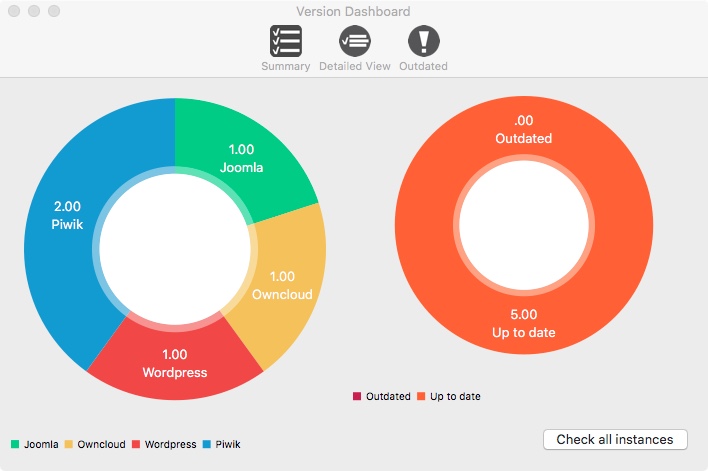 Version Dashboard
Summary
Detailed View
Outdated
1.00
Joomla
2.00
Piwik
1.00
Owncloud
1.00
Wordpress
.00
Outdated
5.00
Up to date
Outdated
Up to date
Joomla
Owncloud
Wordpress
Piwik
Check all instances